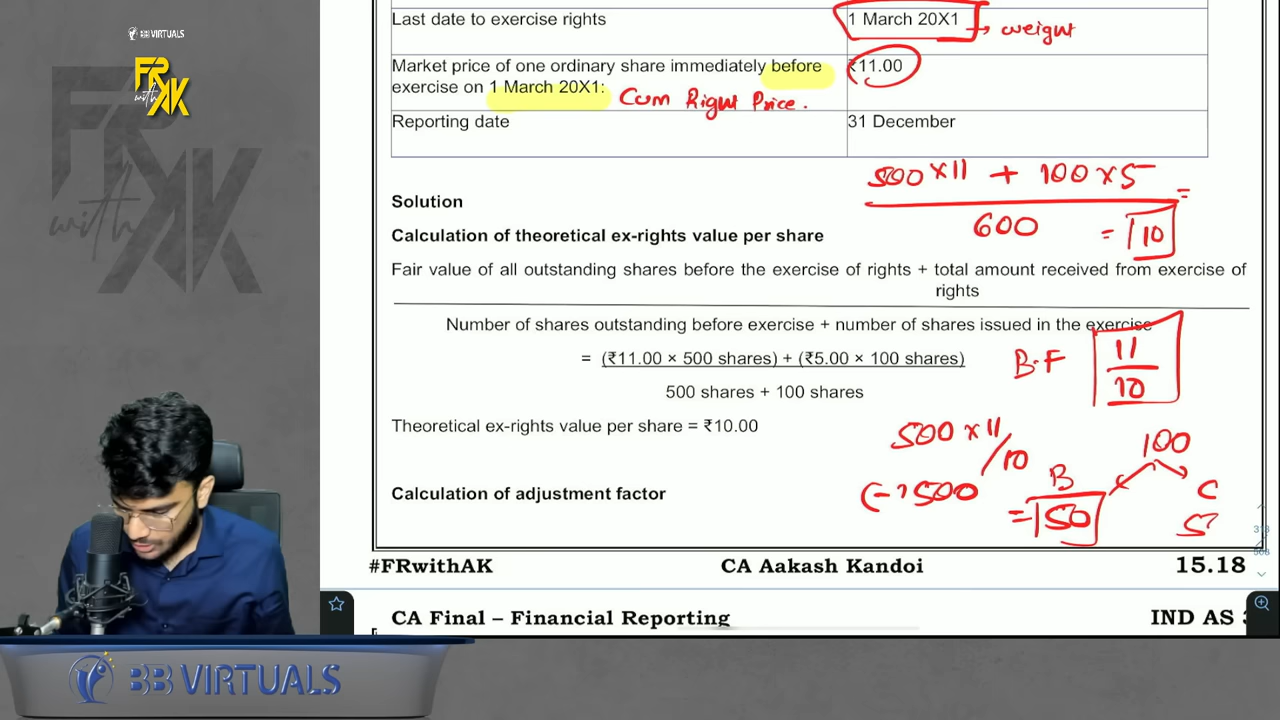 BB VIRTUALS
FR
with
AK
FR
with
AK
Last date to exercise rights
1 March 20X1
→ weight
Market price of one ordinary share immediately before
exercise on 1 March 20X1:
₹11.00
Cum Right Price.
Reporting date
31 December
500 × 11 + 100 × 5
600
=
= 10
Solution
Calculation of theoretical ex-rights value per share
Fair value of all outstanding shares before the exercise of rights + total amount received from exercise of
rights
Number of shares outstanding before exercise + number of shares issued in the exercise
= (₹11.00 × 500 shares) + (₹5.00 × 100 shares)
500 shares + 100 shares
B.F
11
10
Theoretical ex-rights value per share = ₹10.00
500 × 11/10
(-) 500
= 50
100
B
Calculation of adjustment factor
#FRwithAK
CA Aakash Kandoi
15.18
CA Final – Financial Reporting
IND AS 3
BB VIRTUALS